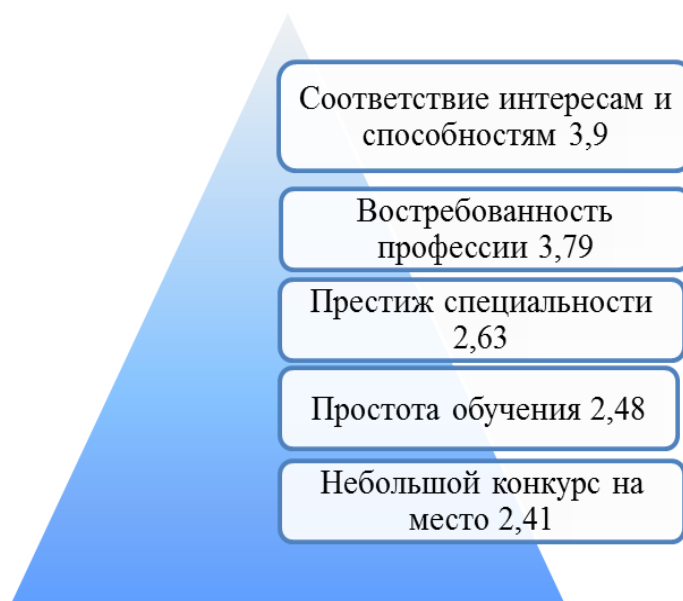 Соответствие интересам и
способностям 3,9
Востребованность
профессии 3,79
Престиж специальности
2,63
Простота обучения 2,48
Небольшой конкурс на
место 2,41